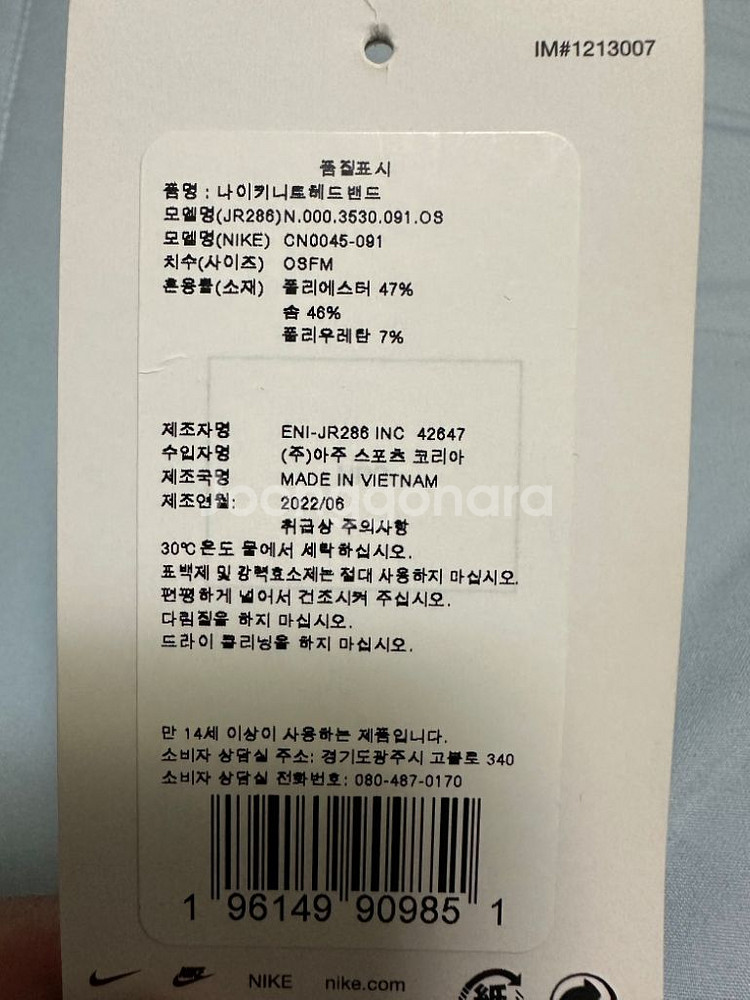 IM#1213007
품질표시
품명 : 나이키니트헤드밴드
모델명(JR286)N.000.3530.091.OS
모델명(NIKE) CN0045-091
치수(사이즈) OSFM
혼용률(소재) 폴리에스터 47%
솜 46%
폴리우레탄 7%
제조자명 ENI-JR286 INC 42647
수입자명 (주)아주 스포츠 코리아
제조국명 MADE IN VIETNAM
제조연월: 2022/06
취급상 주의사항
30℃온도 물에서 세탁하십시오.
표백제 및 강력효소제는 절대 사용하지 마십시오.
편평하게 널어서 건조시켜 주십시오.
다림질을 하지 마십시오.
드라이 클리닝을 하지 마십시오.
만 14세 이상이 사용하는 제품입니다.
소비자 상담실 주소: 경기도광주시 고불로 340
소비자 상담실 전화번호: 080-487-0170
1 96149 90985 1
NIKE nike.com
紙